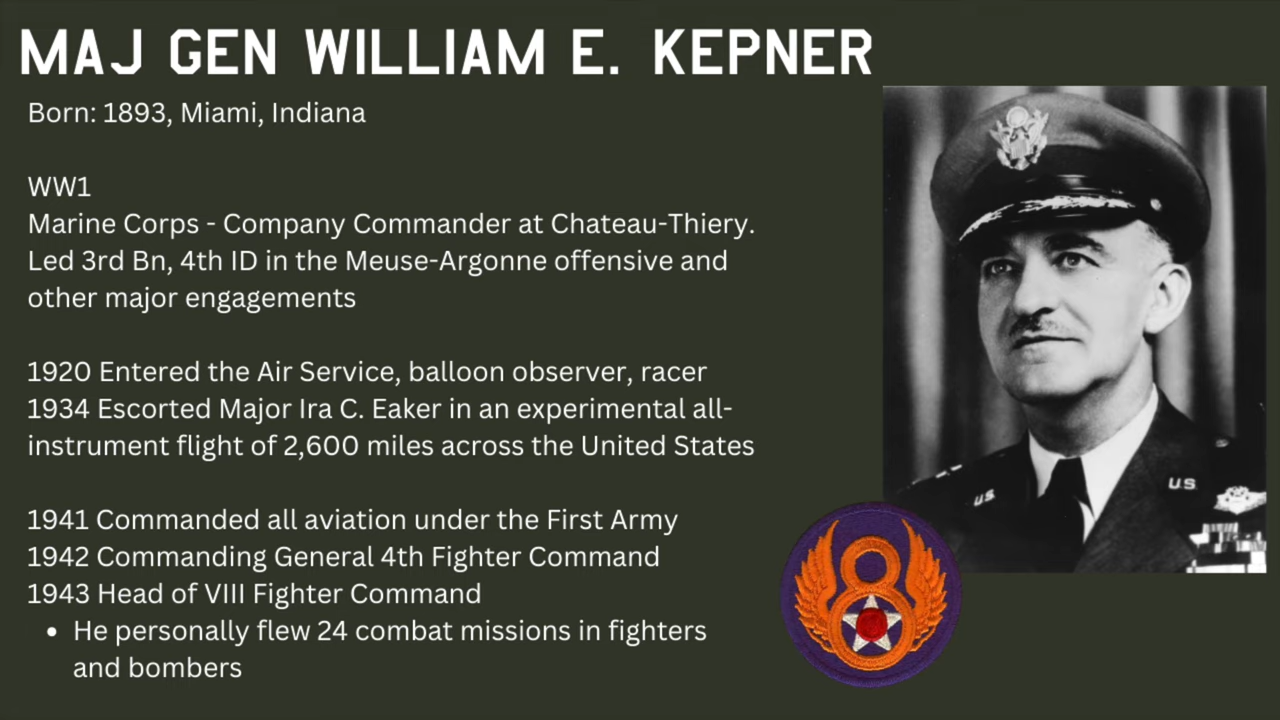 MAJ GEN WILLIAM E. KEPNER
Born: 1893, Miami, Indiana
WW1
Marine Corps - Company Commander at Chateau-Thiery.
Led 3rd Bn, 4th ID in the Meuse-Argonne offensive and
other major engagements
1920 Entered the Air Service, balloon observer, racer
1934 Escorted Major Ira C. Eaker in an experimental all-
instrument flight of 2,600 miles across the United States
1941 Commanded all aviation under the First Army
1942 Commanding General 4th Fighter Command
1943 Head of VIII Fighter Command
• He personally flew 24 combat missions in fighters
and bombers
U.S.
U.S.
8